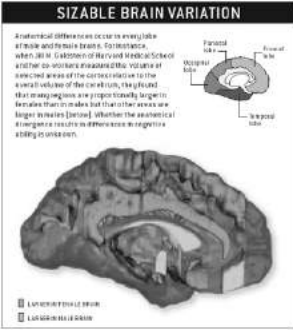 SIZABLE BRAIN VARIATION
Anatomical differences occur in every lobe
of male and female brains. For instance,
when Jill M. Goldstein of Harvard Medical School
and her co-workers measured the volume of
selected areas of the cortex relative to the
overall volume of the cerebrum, they found
that many regions are proportionally larger in
females than in males but that other areas are
larger in males (below). Whether the anatomical
divergence results in differences in cognitive
ability is unknown.
Parietal
lobe
Frontal
lobe
Occipital
lobe
Temporal
lobe
LARGER IN FEMALE BRAIN
LARGER IN MALE BRAIN